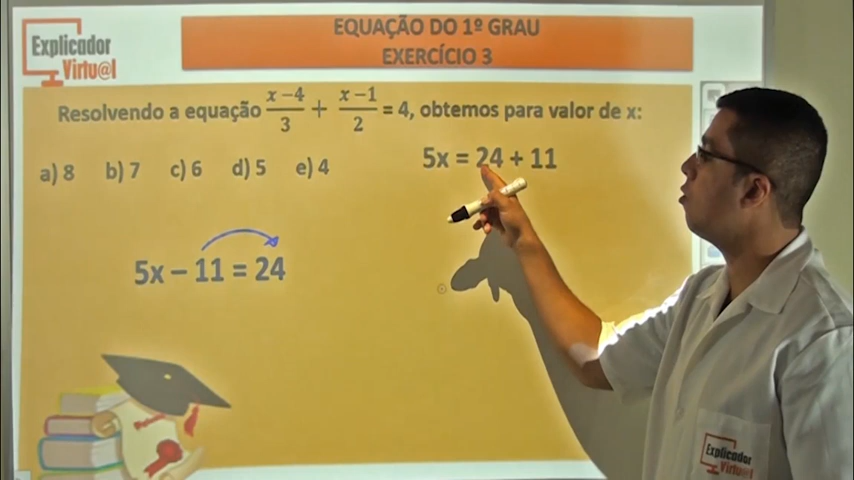 Explicador
Virtu@l
EQUAÇÃO DO 1º GRAU
EXERCÍCIO 3
Resolvendo a equação (x−4)/3 + (x−1)/2 = 4, obtemos para valor de x:
a) 8 b) 7 c) 6 d) 5 e) 4
5x = 24 + 11
5x − 11 = 24
Explicador
Virtu@l